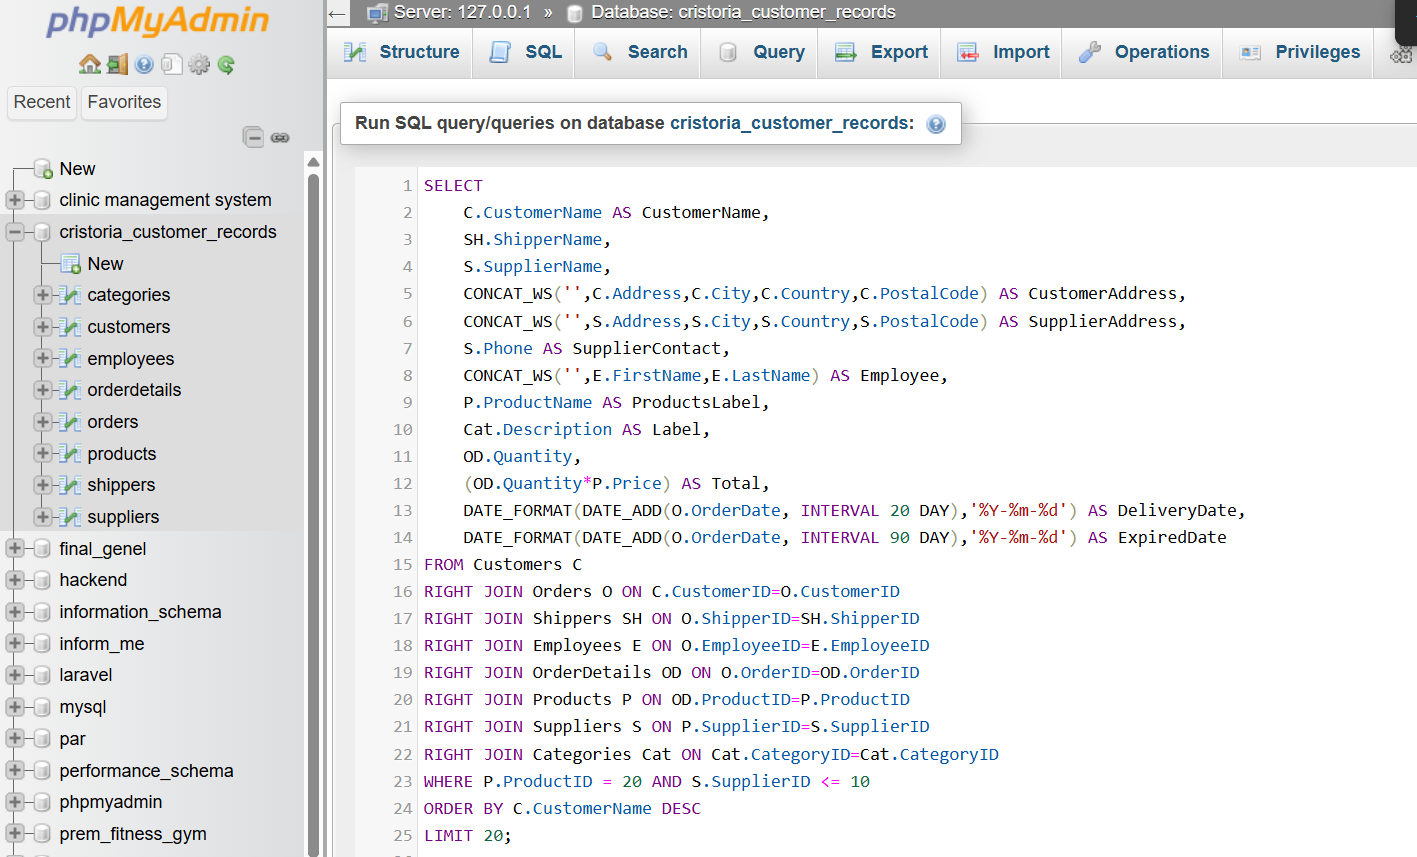 phpMyAdmin
Recent Favorites
New
clinic management system
cristoria_customer_records
New
categories
customers
employees
orderdetails
orders
products
shippers
suppliers
final_genel
hackend
information_schema
inform_me
laravel
mysql
par
performance_schema
phpmyadmin
prem_fitness_gym
Server: 127.0.0.1 » Database: cristoria_customer_records
Structure SQL Search Query Export Import Operations Privileges
Run SQL query/queries on database cristoria_customer_records:
1 SELECT
2 C.CustomerName AS CustomerName,
3 SH.ShipperName,
4 S.SupplierName,
5 CONCAT_WS('',C.Address,C.City,C.Country,C.PostalCode) AS CustomerAddress,
6 CONCAT_WS('',S.Address,S.City,S.Country,S.PostalCode) AS SupplierAddress,
7 S.Phone AS SupplierContact,
8 CONCAT_WS('',E.FirstName,E.LastName) AS Employee,
9 P.ProductName AS ProductsLabel,
10 Cat.Description AS Label,
11 OD.Quantity,
12 (OD.Quantity*P.Price) AS Total,
13 DATE_FORMAT(DATE_ADD(O.OrderDate, INTERVAL 20 DAY),'%Y-%m-%d') AS DeliveryDate,
14 DATE_FORMAT(DATE_ADD(O.OrderDate, INTERVAL 90 DAY),'%Y-%m-%d') AS ExpiredDate
15 FROM Customers C
16 RIGHT JOIN Orders O ON C.CustomerID=O.CustomerID
17 RIGHT JOIN Shippers SH ON O.ShipperID=SH.ShipperID
18 RIGHT JOIN Employees E ON O.EmployeeID=E.EmployeeID
19 RIGHT JOIN OrderDetails OD ON O.OrderID=OD.OrderID
20 RIGHT JOIN Products P ON OD.ProductID=P.ProductID
21 RIGHT JOIN Suppliers S ON P.SupplierID=S.SupplierID
22 RIGHT JOIN Categories Cat ON Cat.CategoryID=Cat.CategoryID
23 WHERE P.ProductID = 20 AND S.SupplierID <= 10
24 ORDER BY C.CustomerName DESC
25 LIMIT 20;